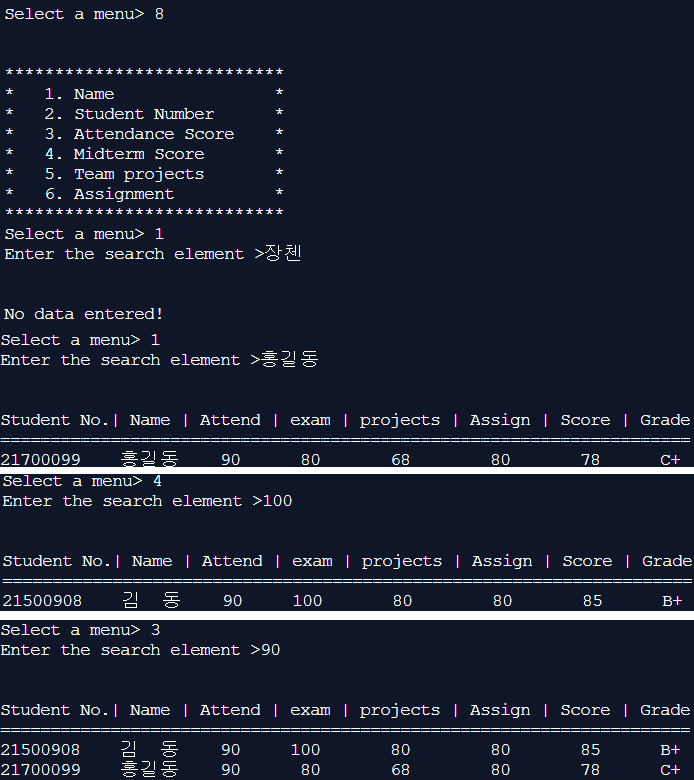 Select a menu> 8
****************************
*   1. Name                *
*   2. Student Number      *
*   3. Attendance Score    *
*   4. Midterm Score       *
*   5. Team projects       *
*   6. Assignment          *
****************************
Select a menu> 1
Enter the search element >장첸
No data entered!
Select a menu> 1
Enter the search element >홍길동
Student No.| Name | Attend | exam | projects | Assign | Score | Grade
=====================================================================
21700099    홍길동    90      80       68        80      78      C+
Select a menu> 4
Enter the search element >100
Student No.| Name | Attend | exam | projects | Assign | Score | Grade
=====================================================================
21500908    김  동    90     100       80        80      85      B+
Select a menu> 3
Enter the search element >90
Student No.| Name | Attend | exam | projects | Assign | Score | Grade
=====================================================================
21500908    김  동    90     100       80        80      85      B+
21700099    홍길동    90      80       68        80      78      C+